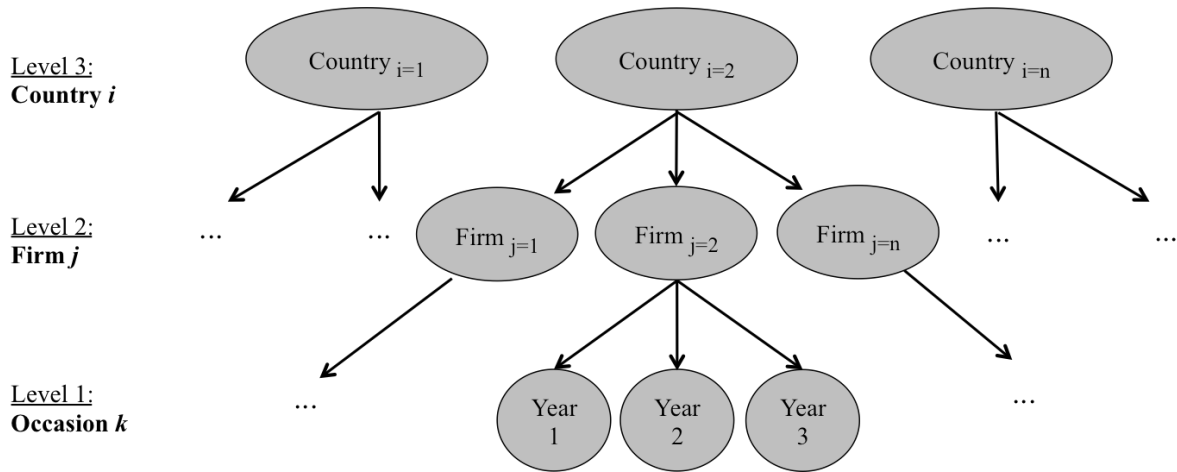 Level 3:
Country i
Country i=1
Country i=2
Country i=n
Level 2:
Firm j
...
...
Firm j=1
Firm j=2
Firm j=n
...
...
Level 1:
Occasion k
...
Year
1
Year
2
Year
3
...